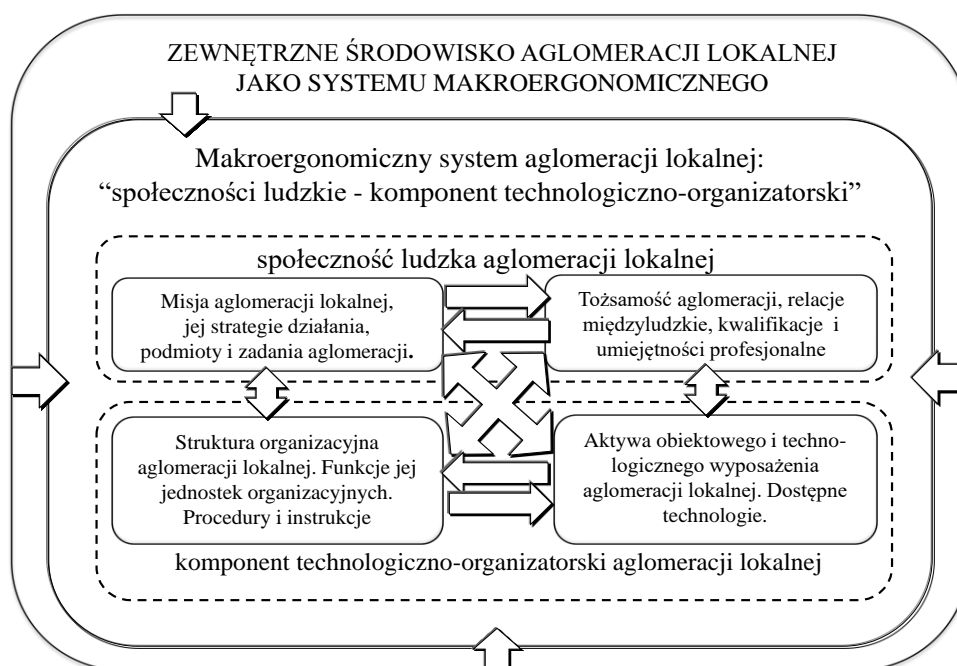 ZEWNĘTRZNE ŚRODOWISKO AGLOMERACJI LOKALNEJ
JAKO SYSTEMU MAKROERGONOMICZNEGO
Makroergonomiczny system aglomeracji lokalnej:
“społeczności ludzkie - komponent technologiczno-organizatorski”
społeczność ludzka aglomeracji lokalnej
Misja aglomeracji lokalnej,
jej strategie działania,
podmioty i zadania aglomeracji.
Tożsamość aglomeracji, relacje
międzyludzkie, kwalifikacje i
umiejętności profesjonalne
Struktura organizacyjna
aglomeracji lokalnej. Funkcje jej
jednostek organizacyjnych.
Procedury i instrukcje
Aktywa obiektowego i techno-
logicznego wyposażenia
aglomeracji lokalnej. Dostępne
technologie.
komponent technologiczno-organizatorski aglomeracji lokalnej